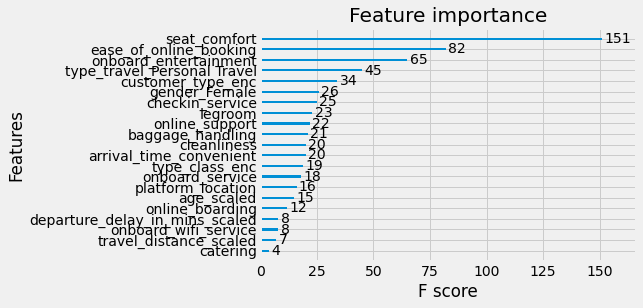 Feature importance
seat_comfort 151
ease_of_online_booking 82
onboard_entertainment 65
type_travel_Personal Travel 45
customer_type_enc 34
gender_Female 26
checkin_service 25
legroom 23
online_support 22
baggage_handling 21
cleanliness 20
arrival_time_convenient 20
type_class_enc 19
onboard_service 18
platform_location 16
age_scaled 15
online_boarding 12
departure_delay_in_mins_scaled 8
onboard_wifi_service 8
travel_distance_scaled 7
catering 4
Features
0 25 50 75 100 125 150
F score